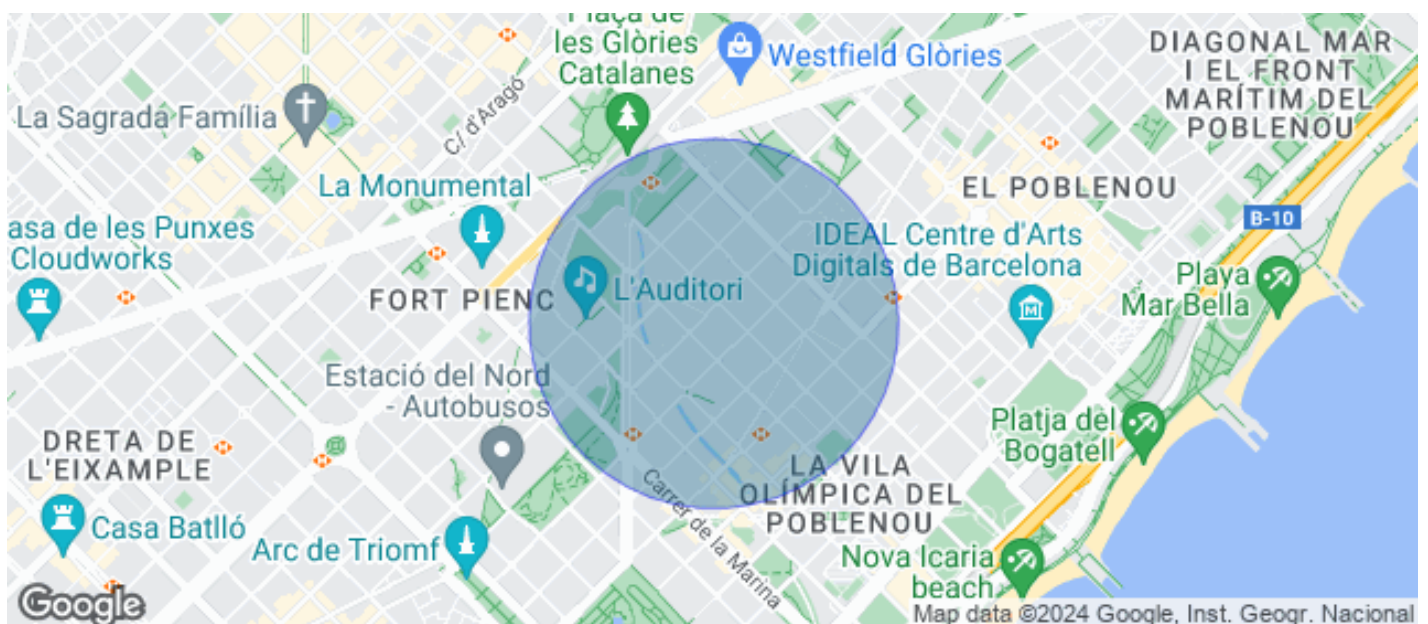 Plaça de
les Glòries
Catalanes
Westfield Glòries
DIAGONAL MAR
I EL FRONT
MARÍTIM DEL
POBLENOU
La Sagrada Família
C/ d'Aragó
La Monumental
EL POBLENOU
asa de les Punxes
Cloudworks
B-10
IDEAL Centre d'Arts
Digitals de Barcelona
Playa
Mar Bella
FORT PIENC
L'Auditori
Estació del Nord
- Autobusos
Platja del
Bogatell
DRETA DE
L'EIXAMPLE
LA VILA
OLÍMPICA DEL
POBLENOU
Carrer de la Marina
Casa Batlló
Arc de Triomf
Nova Icaria
beach
Google
Map data ©2024 Google, Inst. Geogr. Nacional